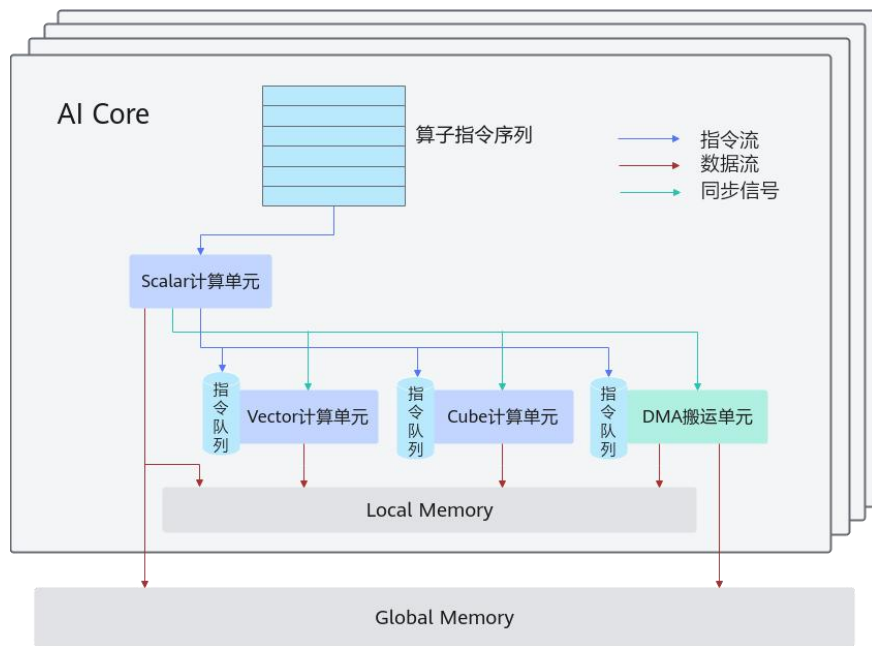 AI Core
算子指令序列
指令流
数据流
同步信号
Scalar计算单元
指令队列
Vector计算单元
指令队列
Cube计算单元
指令队列
DMA搬运单元
Local Memory
Global Memory